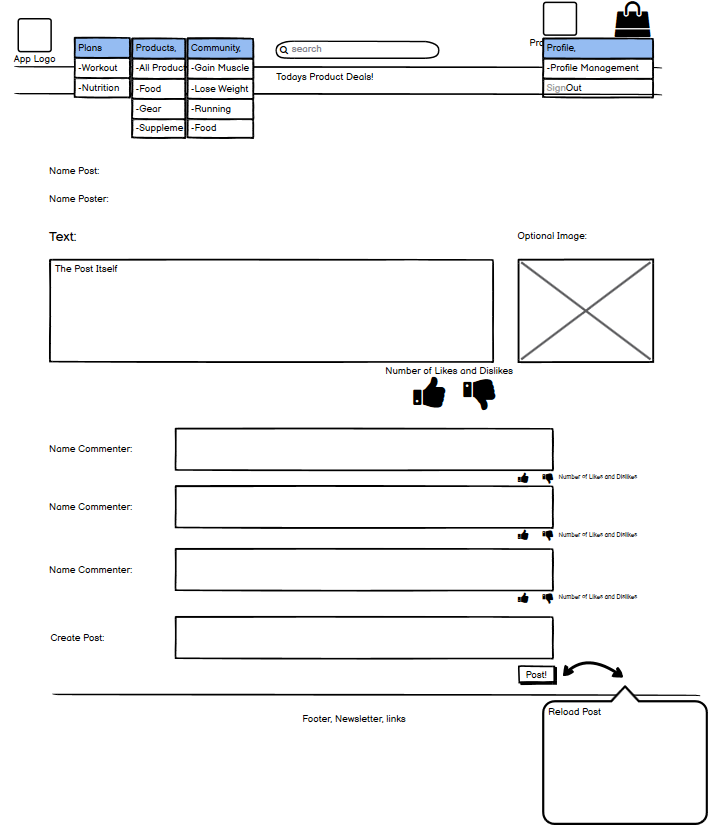 App Logo
Plans
-Workout
-Nutrition
Products,
-All Product
-Food
-Gear
-Suppleme
Community,
-Gain Muscle
-Lose Weight
-Running
-Food
search
Todays Product Deals!
Pro
Profile,
-Profile Management
SignOut
Name Post:
Name Poster:
Text:
Optional Image:
The Post Itself
Number of Likes and Dislikes
Name Commenter:
Number of Likes and Dislikes
Name Commenter:
Number of Likes and Dislikes
Name Commenter:
Number of Likes and Dislikes
Create Post:
Post!
Reload Post
Footer, Newsletter, links